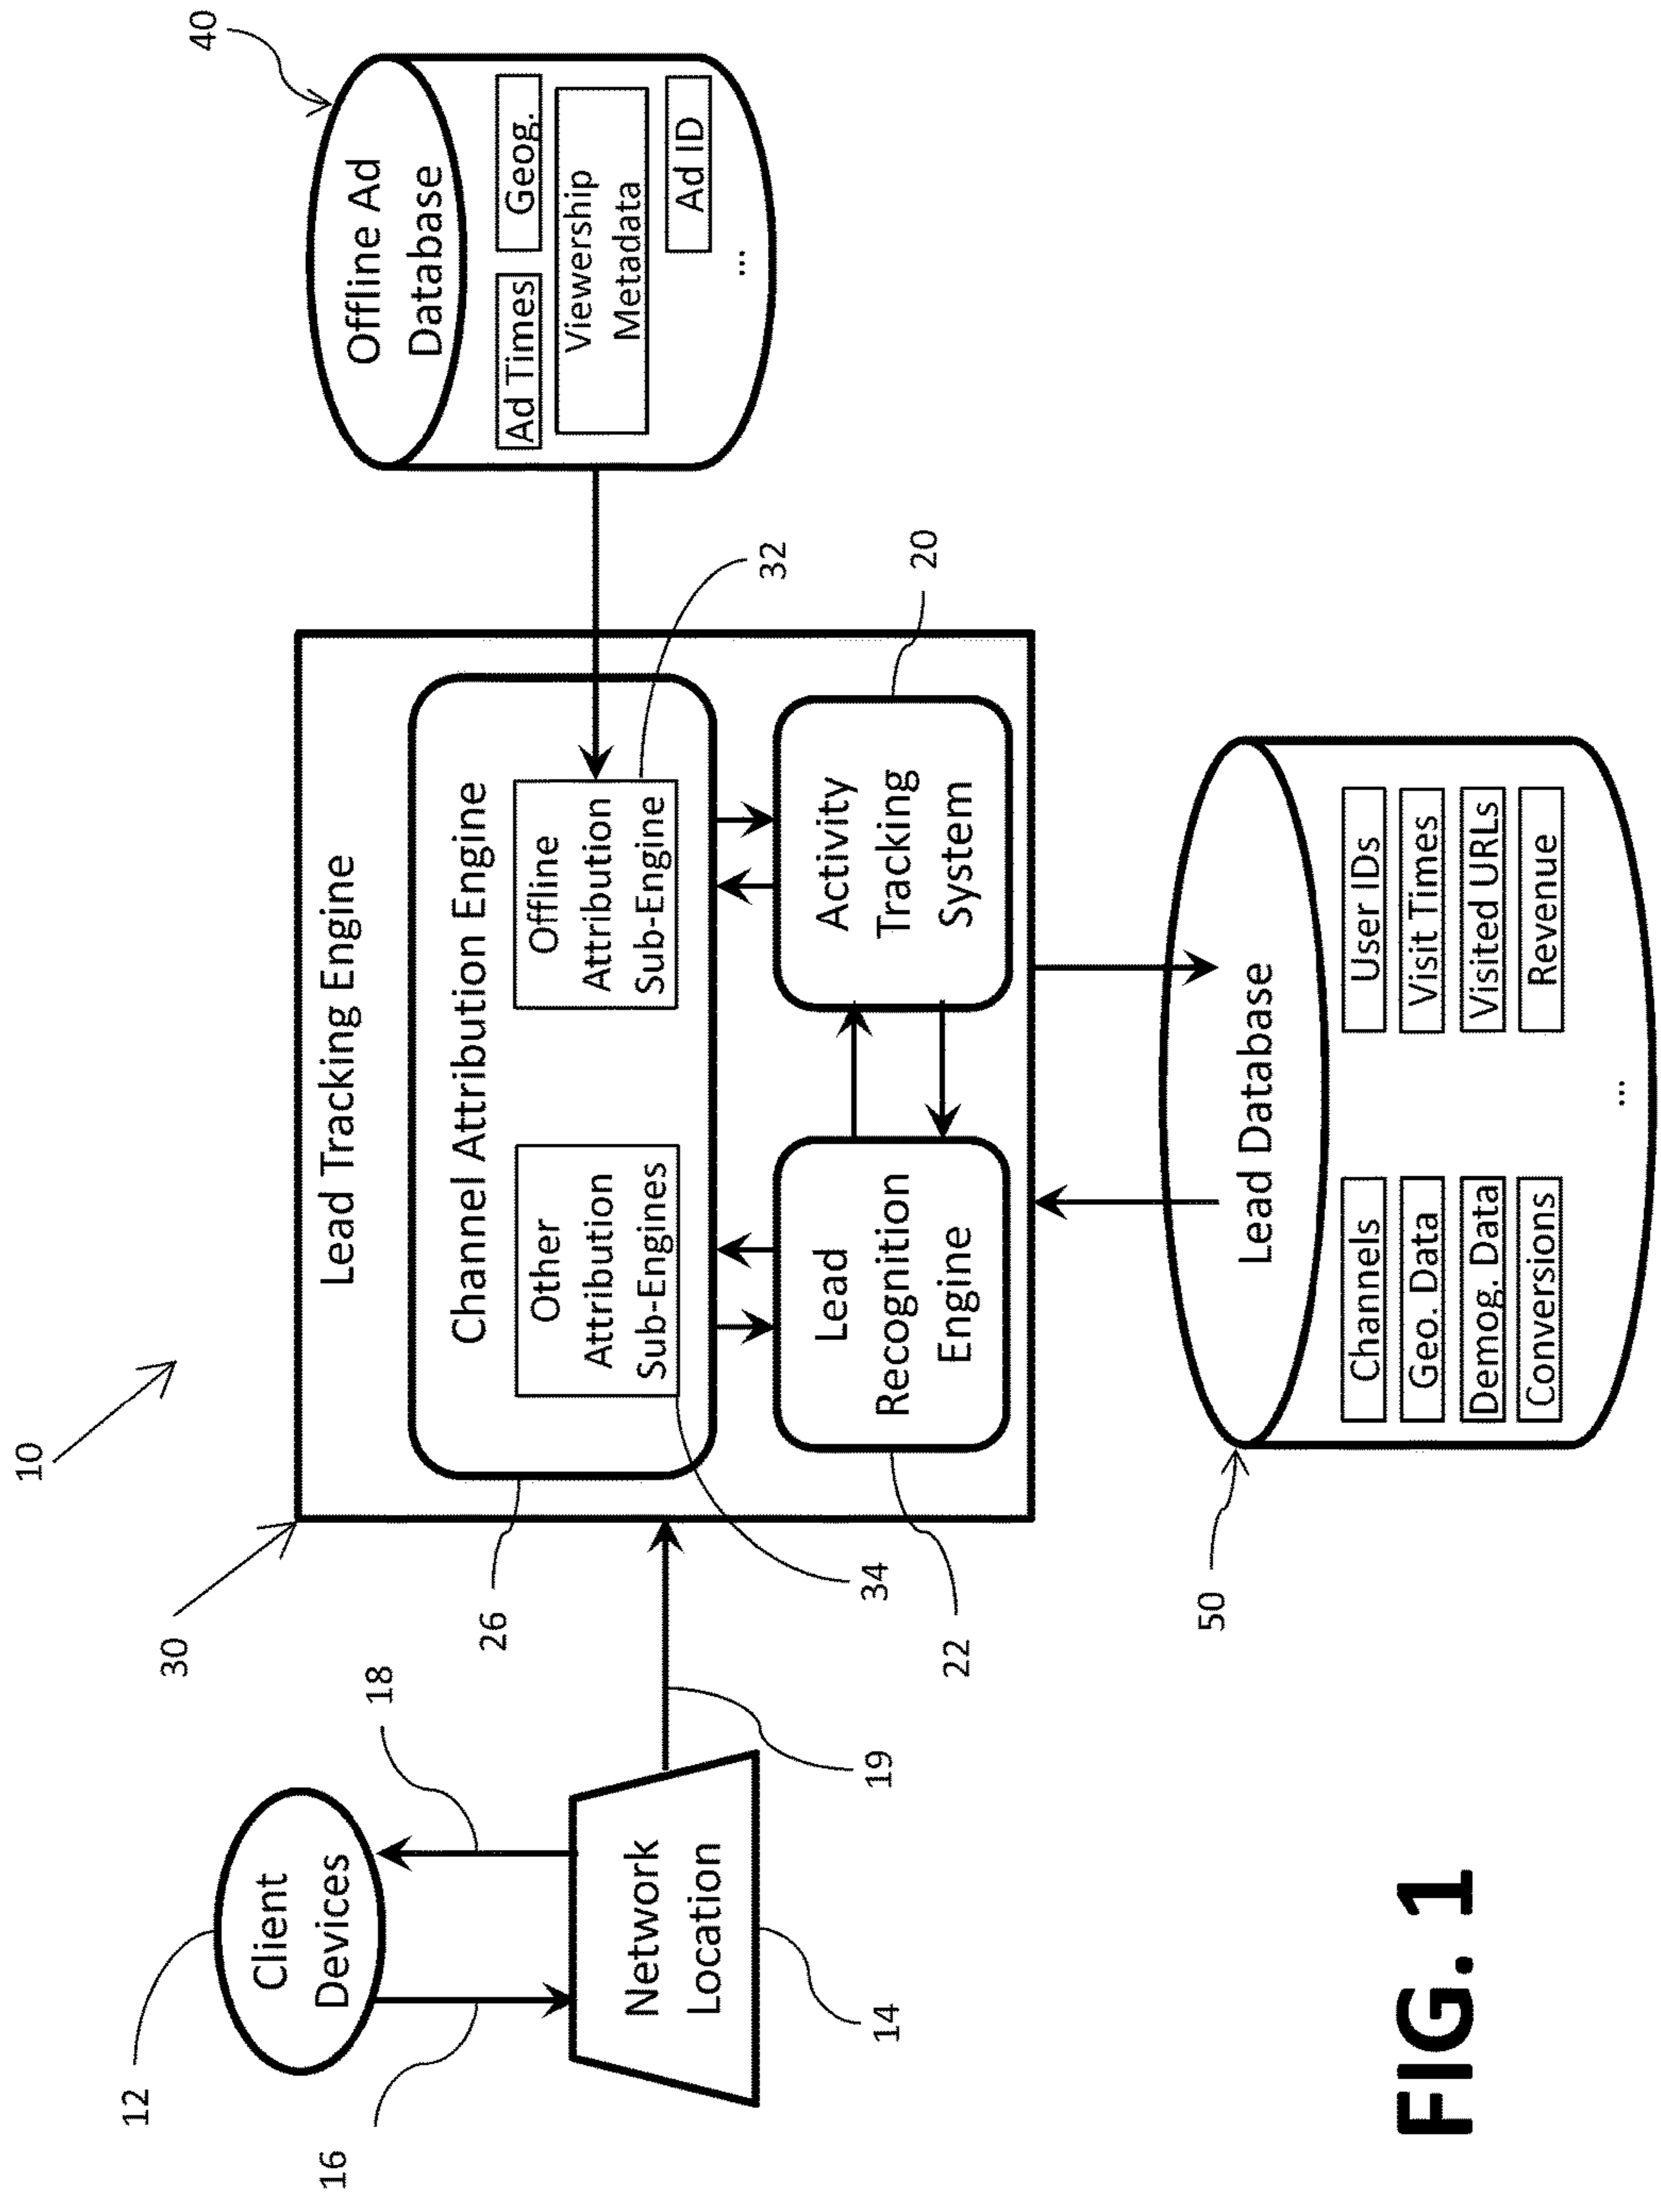 10
40
30
12
Client
Devices
16
18
Network
Location
14
19
Lead Tracking Engine
Channel Attribution Engine
26
Other
Attribution
Sub-Engines
34
Offline
Attribution
Sub-Engine
32
Lead
Recognition
Engine
22
Activity
Tracking
System
20
Offline Ad
Database
Ad Times
Geog.
Viewership
Metadata
Ad ID
...
50
Lead Database
Channels
User IDs
Geo. Data
Visit Times
Demog. Data
Visited URLs
Conversions
Revenue
...
FIG. 1